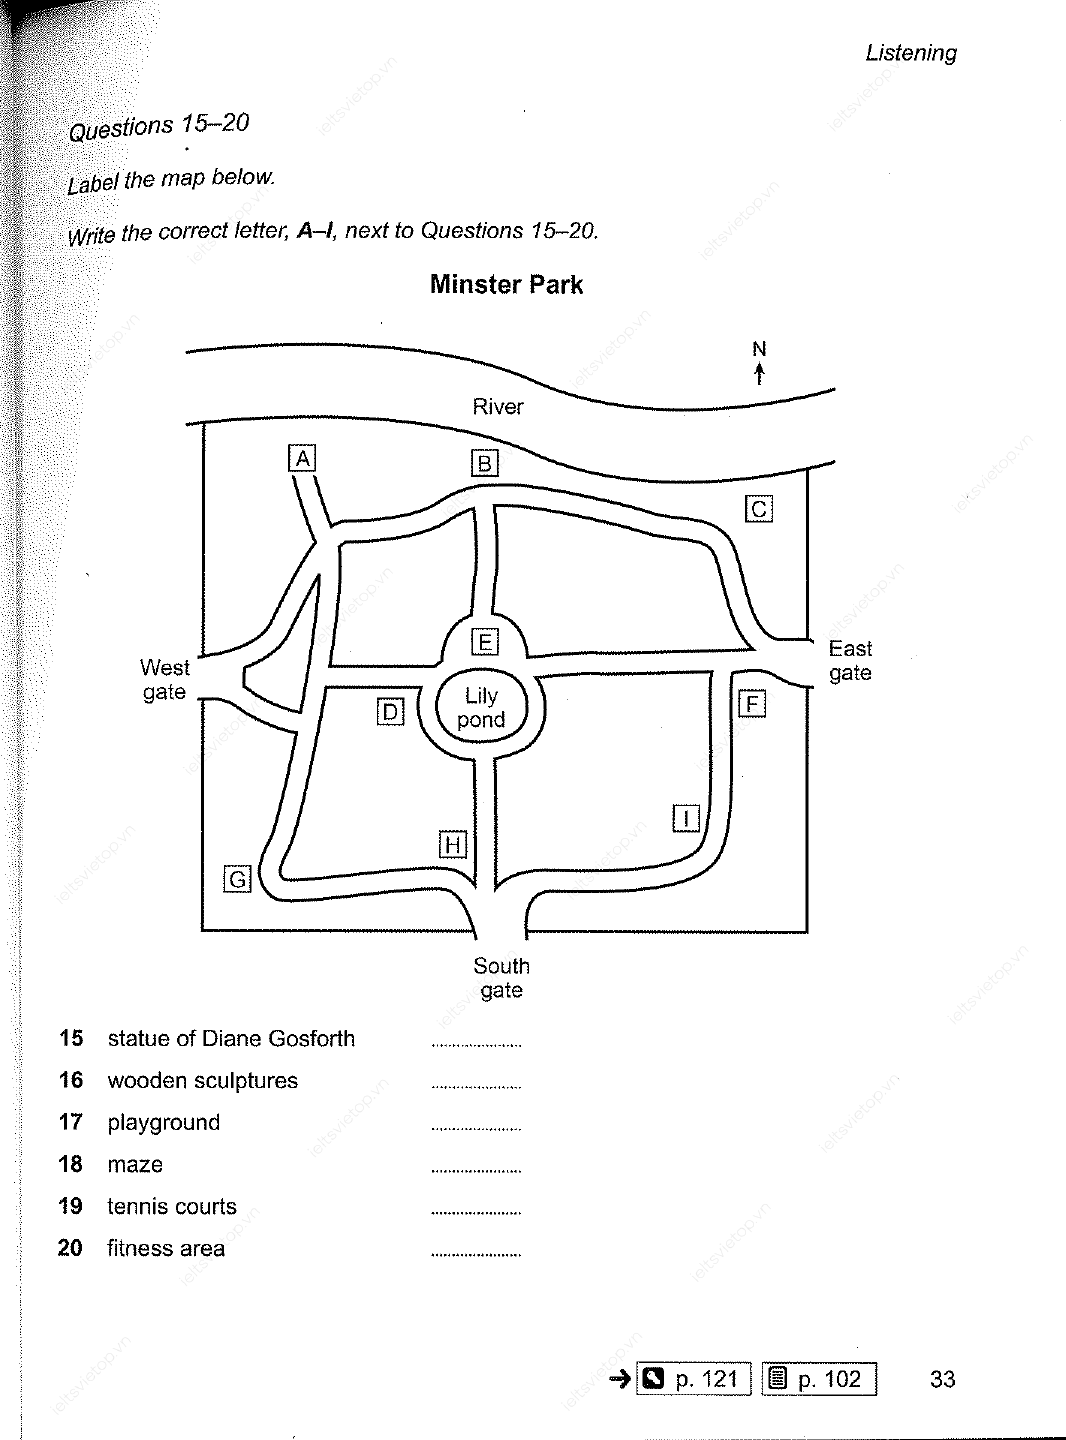 Listening
Questions 15–20
Label the map below.
Write the correct letter, A–I, next to Questions 15–20.
Minster Park
N
River
A
B
C
West
gate
E
East
gate
Lily
pond
D
F
I
H
G
South
gate
15 statue of Diane Gosforth ......................
16 wooden sculptures ......................
17 playground ......................
18 maze ......................
19 tennis courts ......................
20 fitness area ......................
p. 121
p. 102
33
ieltsvietop.vn